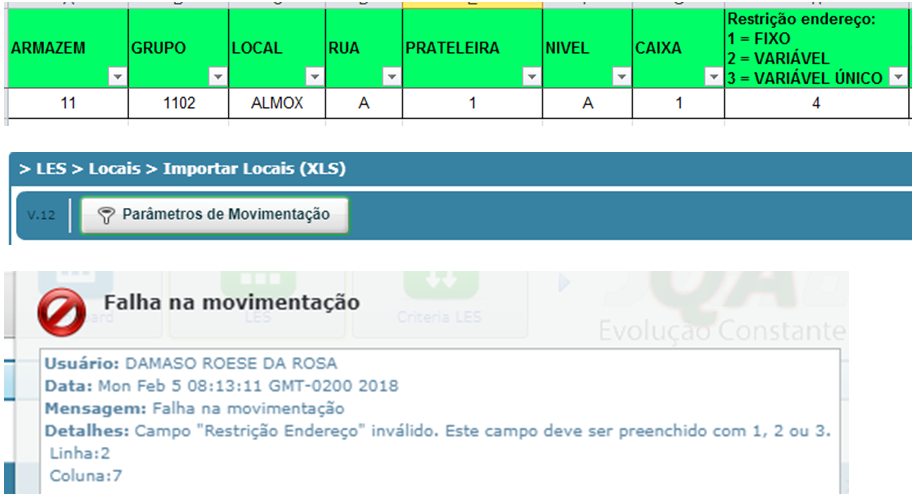 ARMAZEM GRUPO LOCAL RUA PRATELEIRA NIVEL CAIXA Restrição endereço:
1 = FIXO
2 = VARIÁVEL
3 = VARIÁVEL ÚNICO
11 1102 ALMOX A 1 A 1 4
> LES > Locais > Importar Locais (XLS)
V.12 Parâmetros de Movimentação
Falha na movimentação
ard LES Criteria LES
Evolução Constante
Usuário: DAMASO ROESE DA ROSA
Data: Mon Feb 5 08:13:11 GMT-0200 2018
Mensagem: Falha na movimentação
Detalhes: Campo "Restrição Endereço" inválido. Este campo deve ser preenchido com 1, 2 ou 3.
Linha:2
Coluna:7